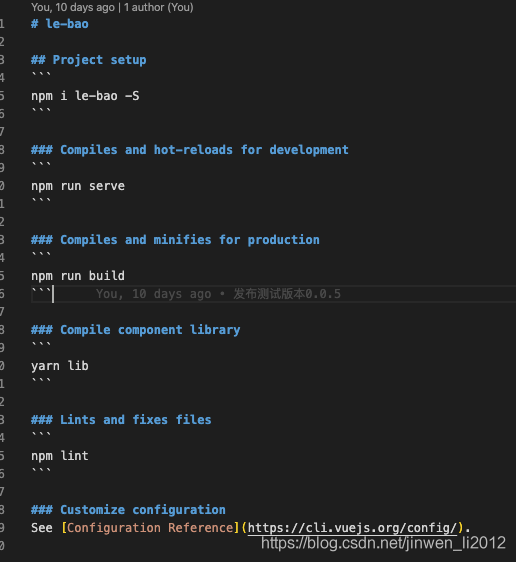 You, 10 days ago | 1 author (You)
1 # le-bao
2
3 ## Project setup
4 ```
5 npm i le-bao -S
6 ```
7
8 ### Compiles and hot-reloads for development
9 ```
0 npm run serve
1 ```
2
3 ### Compiles and minifies for production
4 ```
5 npm run build
6 ``` You, 10 days ago • 发布测试版本0.0.5
7
8 ### Compile component library
9 ```
0 yarn lib
1 ```
2
3 ### Lints and fixes files
4 ```
5 npm lint
6 ```
7
8 ### Customize configuration
9 See [Configuration Reference](https://cli.vuejs.org/config/).
0
https://blog.csdn.net/jinwen_li2012